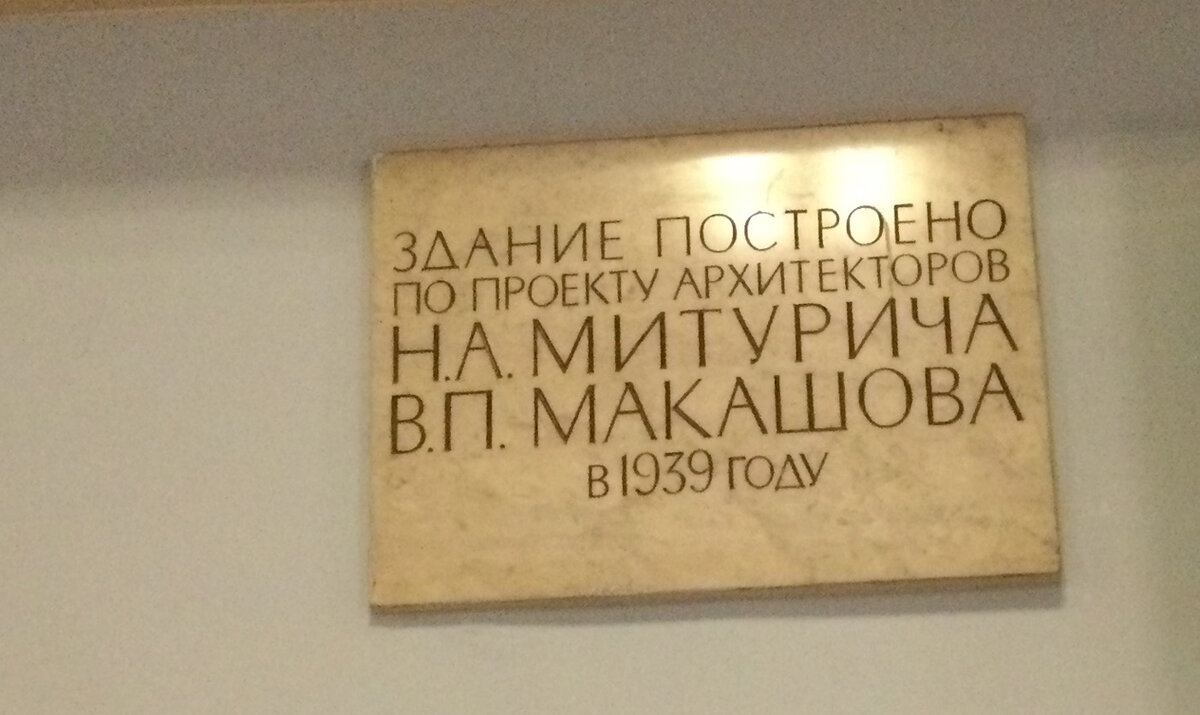 ЗДАНИЕ ПОСТРОЕНО
ПО ПРОЕКТУ АРХИТЕКТОРОВ
Н.А. МИТУРИЧА
В.П. МАКАШОВА
В 1939 ГОДУ